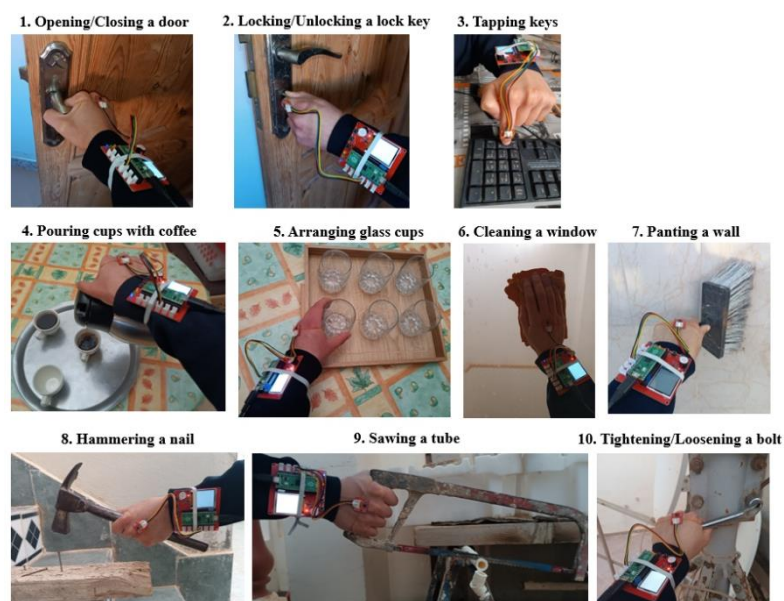 1. Opening/Closing a door
2. Locking/Unlocking a lock key
3. Tapping keys
4. Pouring cups with coffee
5. Arranging glass cups
6. Cleaning a window
7. Panting a wall
8. Hammering a nail
9. Sawing a tube
10. Tightening/Loosening a bolt